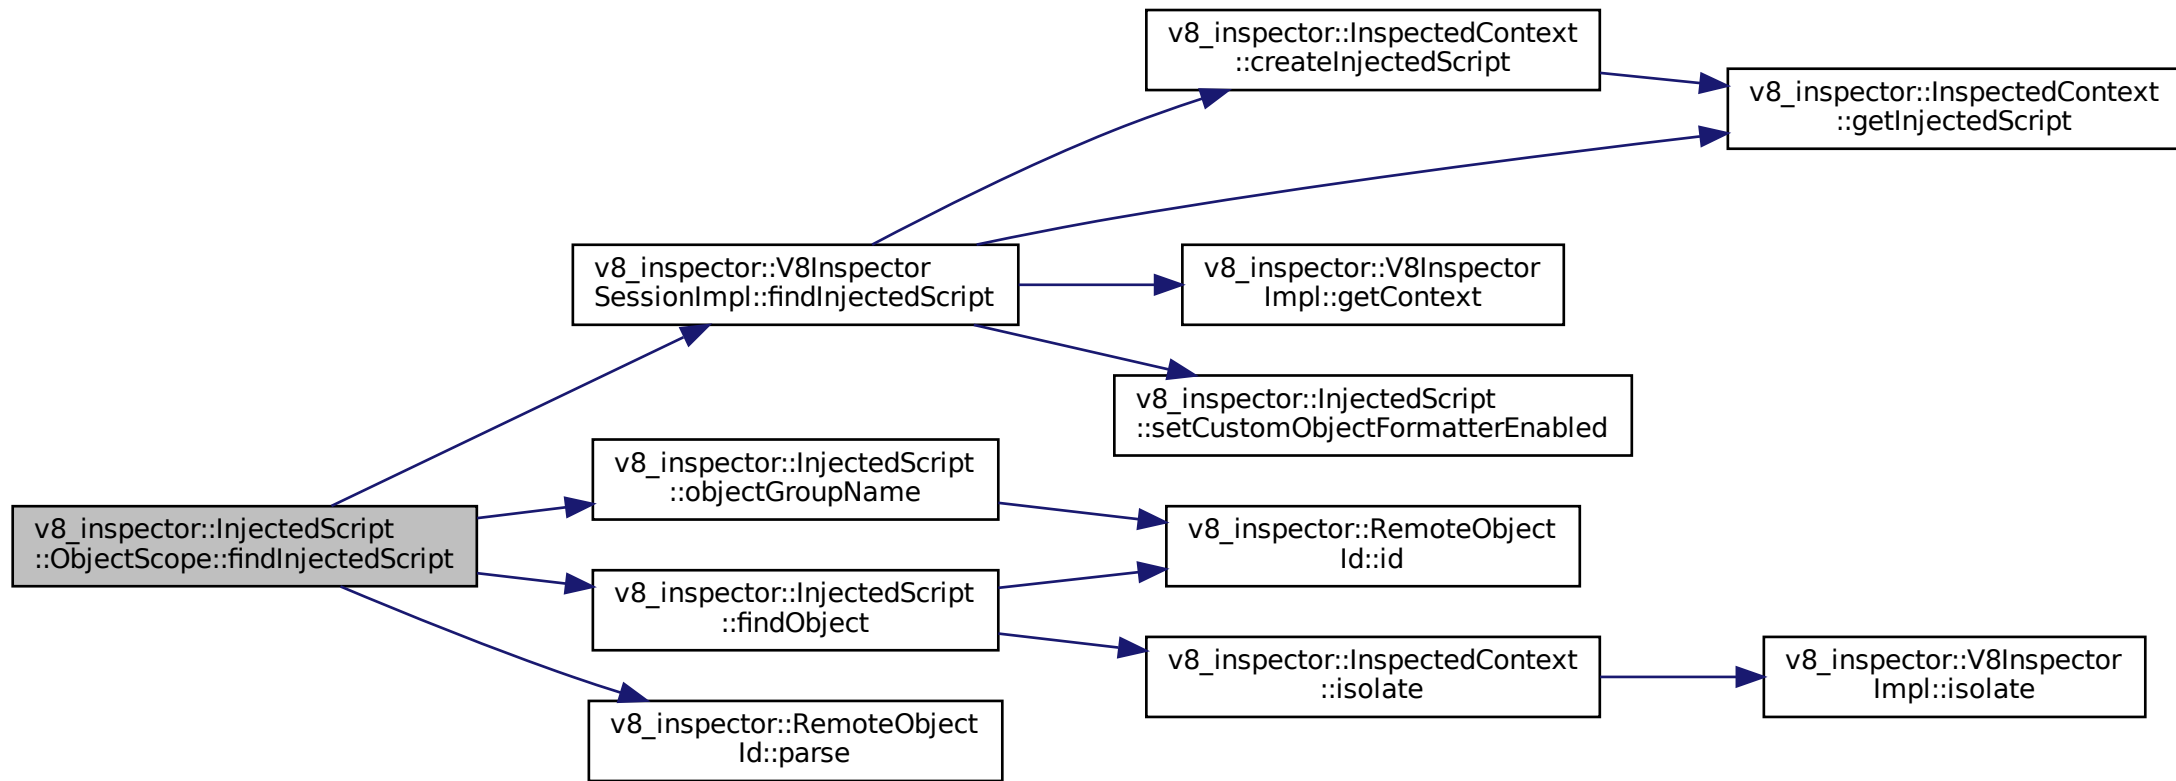 v8_inspector::InjectedScript
::ObjectScope::findInjectedScript
v8_inspector::V8Inspector
SessionImpl::findInjectedScript
v8_inspector::InspectedContext
::createInjectedScript
v8_inspector::InspectedContext
::getInjectedScript
v8_inspector::V8Inspector
Impl::getContext
v8_inspector::InjectedScript
::setCustomObjectFormatterEnabled
v8_inspector::InjectedScript
::objectGroupName
v8_inspector::RemoteObject
Id::id
v8_inspector::InjectedScript
::findObject
v8_inspector::InspectedContext
::isolate
v8_inspector::V8Inspector
Impl::isolate
v8_inspector::RemoteObject
Id::parse